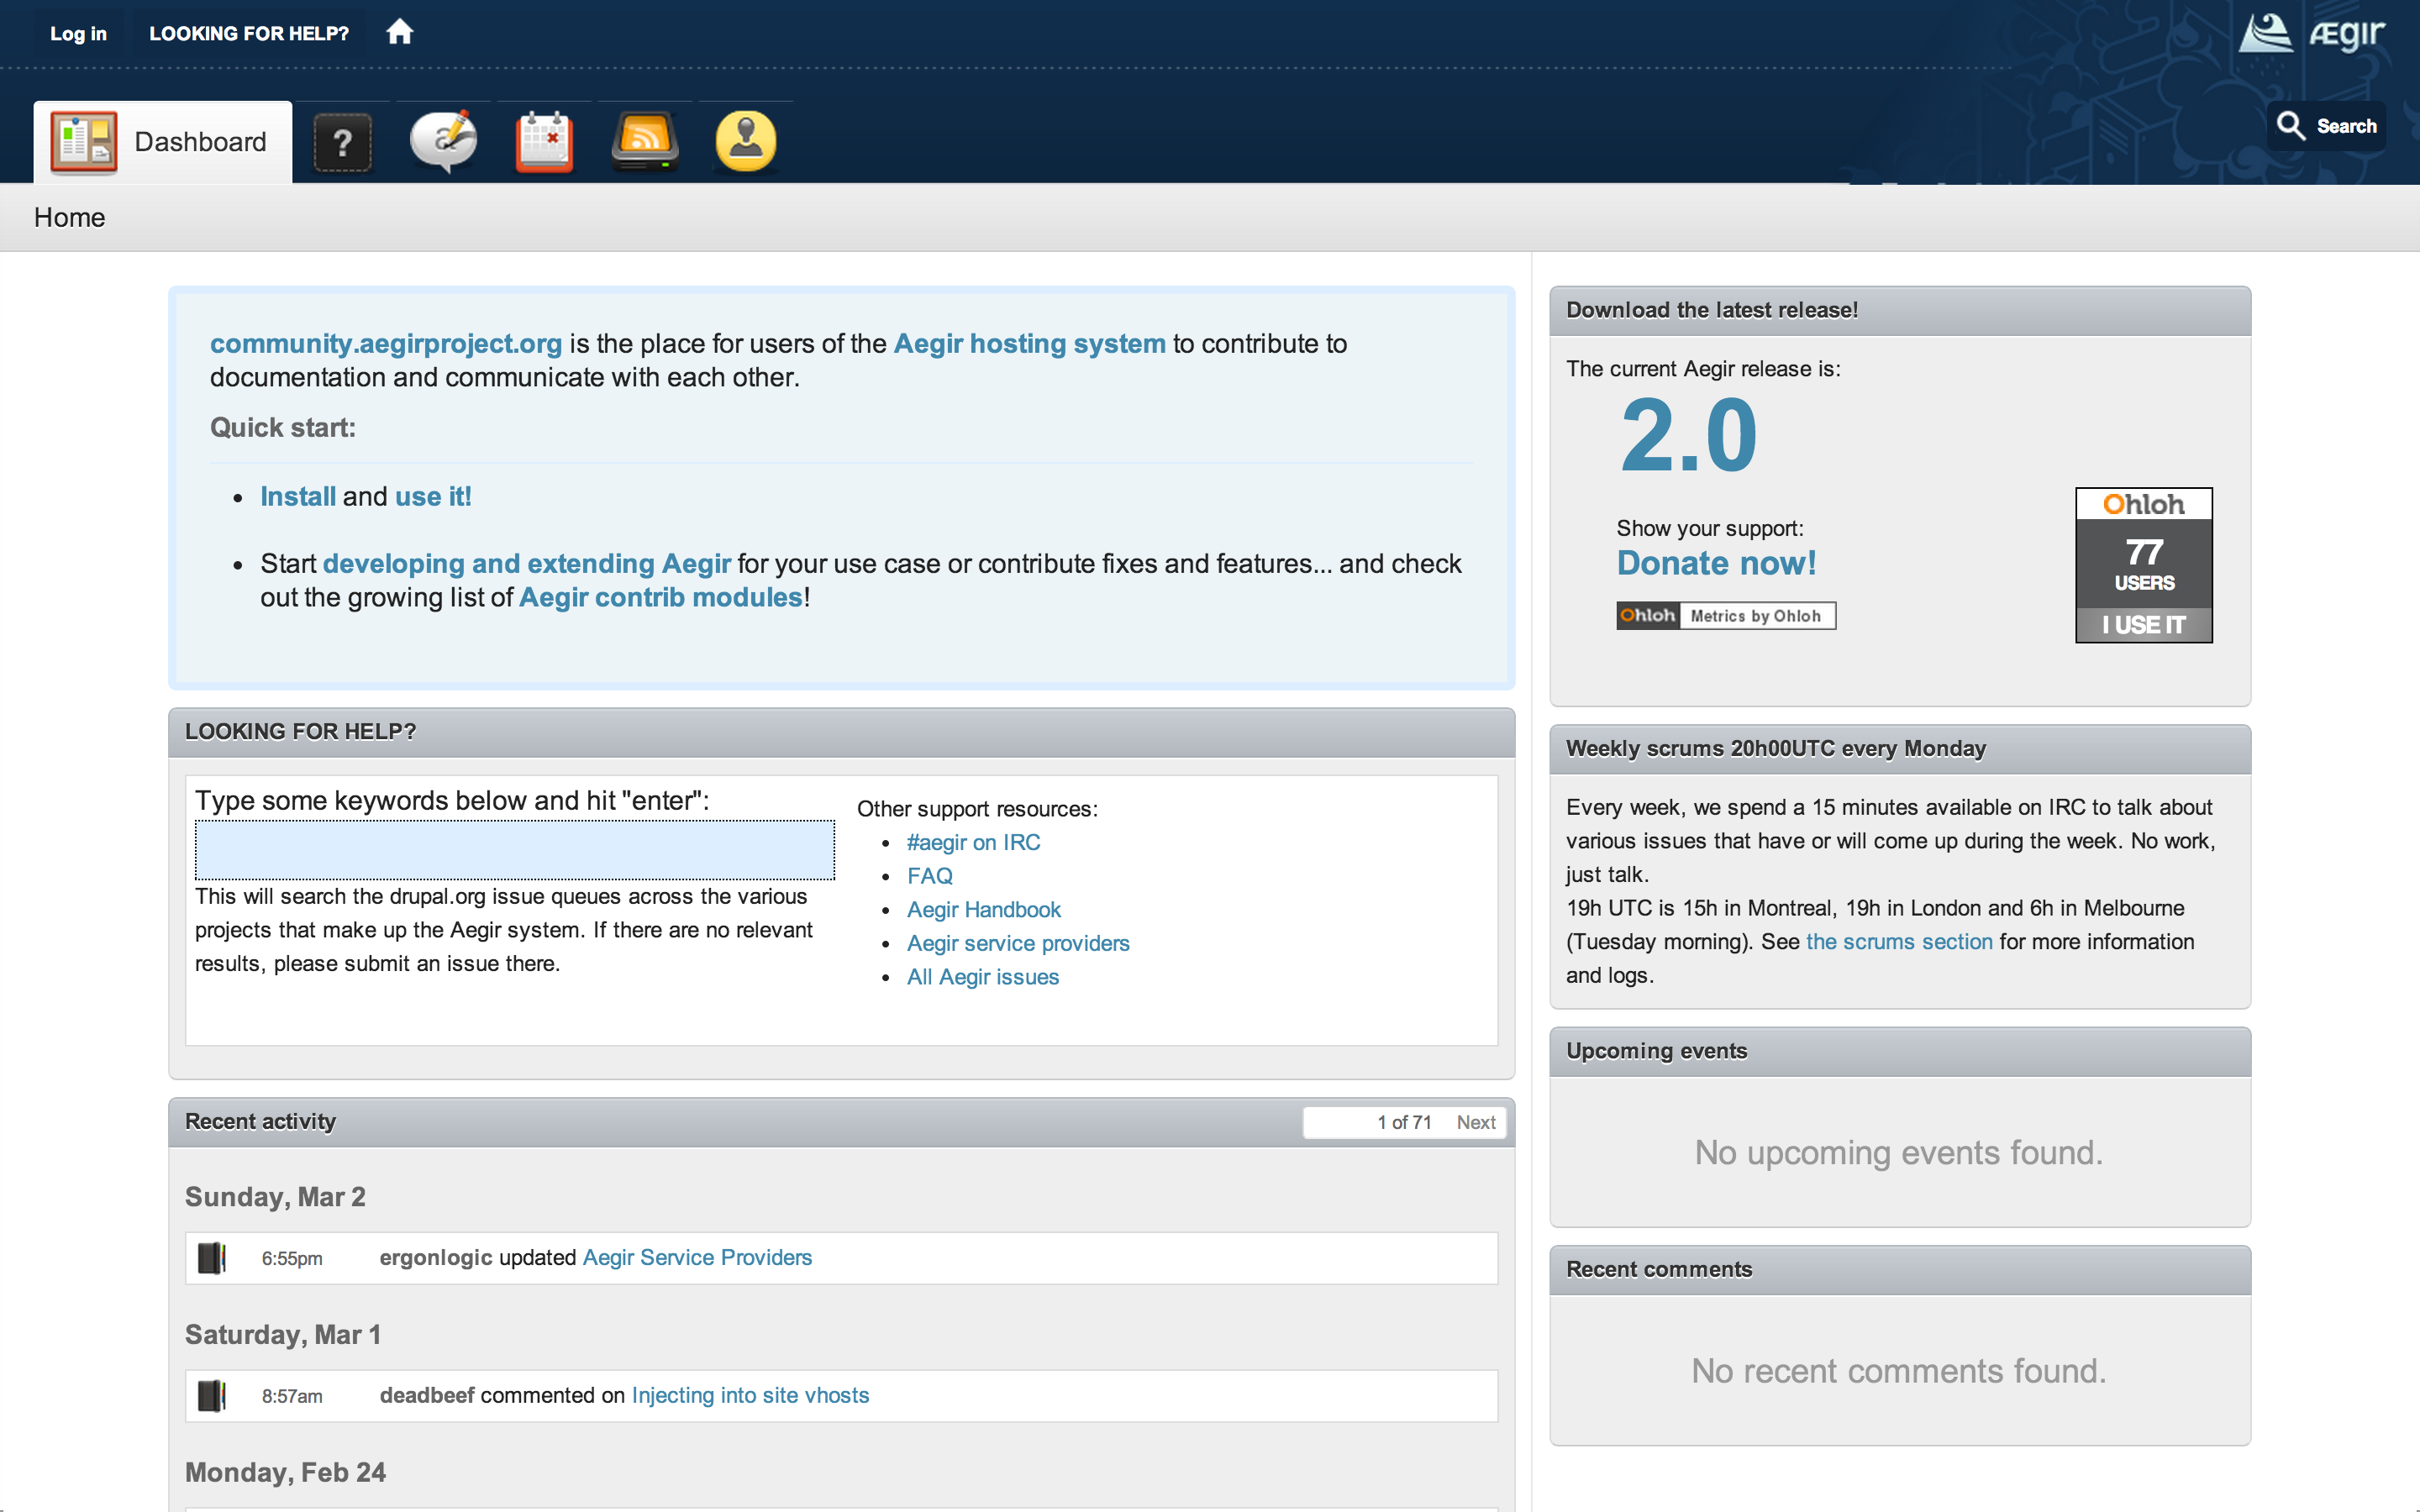 Log in
LOOKING FOR HELP?
ÆGIR
Dashboard
?
Search
Home
community.aegirproject.org is the place for users of the Aegir hosting system to contribute to
documentation and communicate with each other.
Quick start:
Install and use it!
Start developing and extending Aegir for your use case or contribute fixes and features... and check
out the growing list of Aegir contrib modules!
LOOKING FOR HELP?
Type some keywords below and hit "enter":
This will search the drupal.org issue queues across the various
projects that make up the Aegir system. If there are no relevant
results, please submit an issue there.
Other support resources:
#aegir on IRC
FAQ
Aegir Handbook
Aegir service providers
All Aegir issues
Recent activity
1 of 71 Next
Sunday, Mar 2
6:55pm ergonlogic updated Aegir Service Providers
Saturday, Mar 1
8:57am deadbeef commented on Injecting into site vhosts
Monday, Feb 24
Download the latest release!
The current Aegir release is:
2.0
Show your support:
Donate now!
Ohloh Metrics by Ohloh
Ohloh
77
USERS
I USE IT
Weekly scrums 20h00UTC every Monday
Every week, we spend a 15 minutes available on IRC to talk about
various issues that have or will come up during the week. No work,
just talk.
19h UTC is 15h in Montreal, 19h in London and 6h in Melbourne
(Tuesday morning). See the scrums section for more information
and logs.
Upcoming events
No upcoming events found.
Recent comments
No recent comments found.